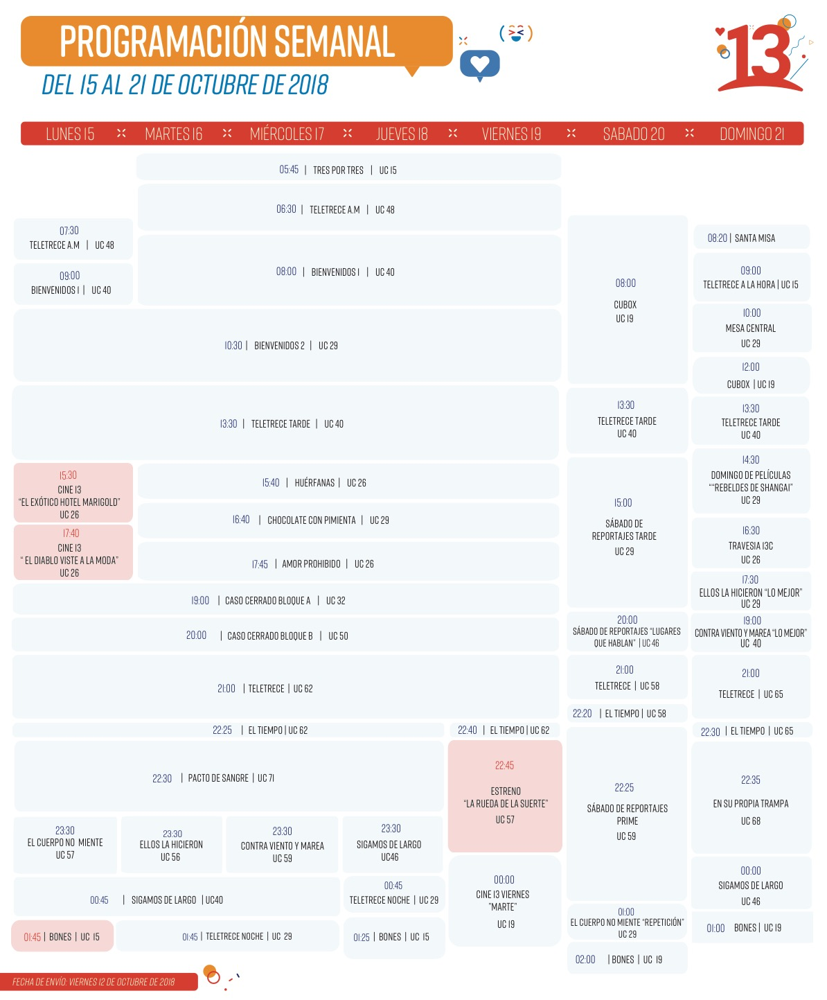 PROGRAMACIÓN SEMANAL
DEL 15 AL 21 DE OCTUBRE DE 2018
13
LUNES 15 MARTES 16 MIÉRCOLES 17 JUEVES 18 VIERNES 19 SABADO 20 DOMINGO 21
05:45 | TRES POR TRES | UC 15
06:30 | TELETRECE A.M | UC 48
07:30
TELETRECE A.M | UC 48
08:00 | BIENVENIDOS 1 | UC 40
09:00
BIENVENIDOS 1 | UC 40
10:30 | BIENVENIDOS 2 | UC 29
13:30 | TELETRECE TARDE | UC 40
15:30
CINE 13
“EL EXÓTICO HOTEL MARIGOLD”
UC 26
17:40
CINE 13
“ EL DIABLO VISTE A LA MODA”
UC 26
15:40 | HUÉRFANAS | UC 26
16:40 | CHOCOLATE CON PIMIENTA | UC 29
17:45 | AMOR PROHIBIDO | UC 26
19:00 | CASO CERRADO BLOQUE A | UC 32
20:00 | CASO CERRADO BLOQUE B | UC 50
21:00 | TELETRECE | UC 62
22:25 | EL TIEMPO | UC 62
22:40 | EL TIEMPO | UC 62
22:30 | PACTO DE SANGRE | UC 71
22:45
ESTRENO
“LA RUEDA DE LA SUERTE”
UC 57
23:30
EL CUERPO NO MIENTE
UC 57
23:30
ELLOS LA HICIERON
UC 56
23:30
CONTRA VIENTO Y MAREA
UC 59
23:30
SIGAMOS DE LARGO
UC46
00:45 | SIGAMOS DE LARGO | UC40
00:45
TELETRECE NOCHE | UC 29
00:00
CINE 13 VIERNES
”MARTE”
UC 19
01:45 | BONES | UC 15
01:45 | TELETRECE NOCHE | UC 29
01:25 | BONES | UC 15
08:00
CUBOX
UC 19
13:30
TELETRECE TARDE
UC 40
15:00
SÁBADO DE
REPORTAJES TARDE
UC 29
20:00
SÁBADO DE REPORTAJES “LUGARES
QUE HABLAN” | UC 46
21:00
TELETRECE | UC 58
22:20 | EL TIEMPO | UC 58
22:25
SÁBADO DE REPORTAJES
PRIME
UC 59
01:00
EL CUERPO NO MIENTE “REPETICIÓN”
UC 29
02:00 | BONES | UC 19
08:20 | SANTA MISA
09:00
TELETRECE A LA HORA | UC 15
10:00
MESA CENTRAL
UC 29
12:00
CUBOX | UC 19
13:30
TELETRECE TARDE
UC 40
14:30
DOMINGO DE PELÍCULAS
““REBELDES DE SHANGAI”
UC 29
16:30
TRAVESIA 13C
UC 26
17:30
ELLOS LA HICIERON “LO MEJOR”
UC 29
19:00
CONTRA VIENTO Y MAREA “LO MEJOR”
UC 40
21:00
TELETRECE | UC 65
22:30 | EL TIEMPO | UC 65
22:35
EN SU PROPIA TRAMPA
UC 68
00:00
SIGAMOS DE LARGO
UC 46
01:00 BONES | UC 19
FECHA DE ENVÍO: VIERNES 12 DE OCTUBRE DE 2018